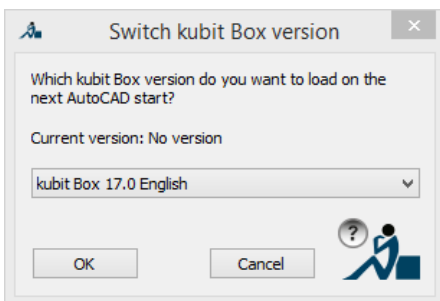 Switch kubit Box version
Which kubit Box version do you want to load on the
next AutoCAD start?
Current version: No version
kubit Box 17.0 English
?
OK
Cancel